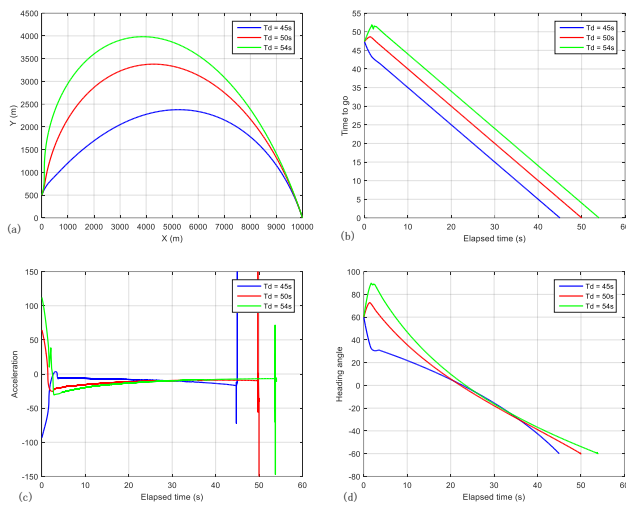 4500
4000
3500
3000
2500
2000
1500
1000
500
0
Y (m)
0 1000 2000 3000 4000 5000 6000 7000 8000 9000 10000
X (m)
Td = 45s
Td = 50s
Td = 54s
(a)
55
50
45
40
35
30
25
20
15
10
5
0
Time to go
0 10 20 30 40 50 60
Elapsed time (s)
Td = 45s
Td = 50s
Td = 54s
(b)
150
100
50
0
-50
-100
-150
Acceleration
0 10 20 30 40 50 60
Elapsed time (s)
Td = 45s
Td = 50s
Td = 54s
(c)
100
80
60
40
20
0
-20
-40
-60
-80
Heading angle
0 10 20 30 40 50 60
Elapsed time (s)
Td = 45s
Td = 50s
Td = 54s
(d)